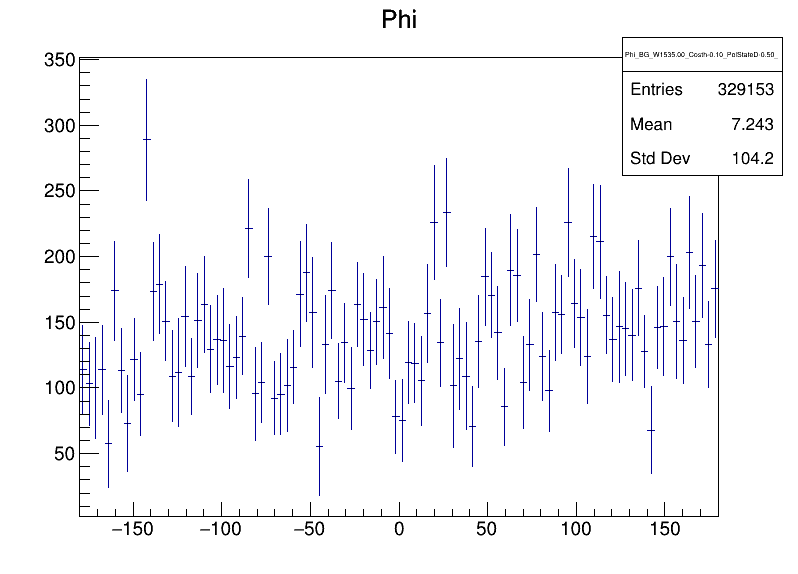 Phi
Phi_BG_W1535.00_Costh-0.10_PolStateD-0.50_
Entries 329153
Mean 7.243
Std Dev 104.2
350
300
250
200
150
100
50
−150 −100 −50 0 50 100 150